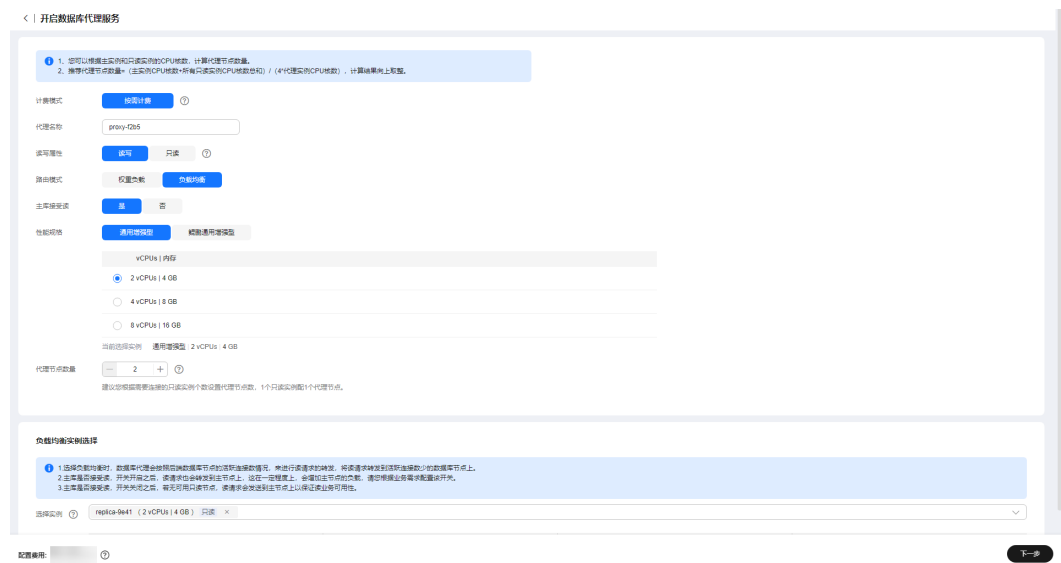 开启数据库代理服务
1、您可以根据主实例和只读实例的CPU核数，计算代理节点数量。
2、推荐代理节点数量=（主实例CPU核数+所有只读实例CPU核数总和）/（4*代理实例CPU核数），计算结果向上取整。
计费模式 按需计费
代理名称 proxy-f2b5
读写属性 读写 只读
路由模式 权重负载 负载均衡
主库接受读 是 否
性能规格 通用增强型 鲲鹏通用增强型
vCPUs | 内存
2 vCPUs | 4 GB
4 vCPUs | 8 GB
8 vCPUs | 16 GB
当前选择实例 通用增强型 | 2 vCPUs | 4 GB
代理节点数量 — 2 +
建议您根据需要连接的只读实例个数设置代理节点数，1个只读实例配1个代理节点。
负载均衡实例选择
1.选择负载均衡时，数据库代理会按照后端数据库节点的活跃连接数情况，来进行读请求的转发，将读请求转发到活跃连接数少的数据库节点上。
2.主库是否接受读，开关开启之后，读请求也会转发到主节点上，这在一定程度上，会增加主节点的负载，请您根据业务需求配置该开关。
3.主库是否接受读，开关关闭之后，若无可用只读节点，读请求会发送到主节点上以保证读业务可用性。
选择实例 replica-9e41 （2 vCPUs | 4 GB） 只读 ×
配置费用:
下一步